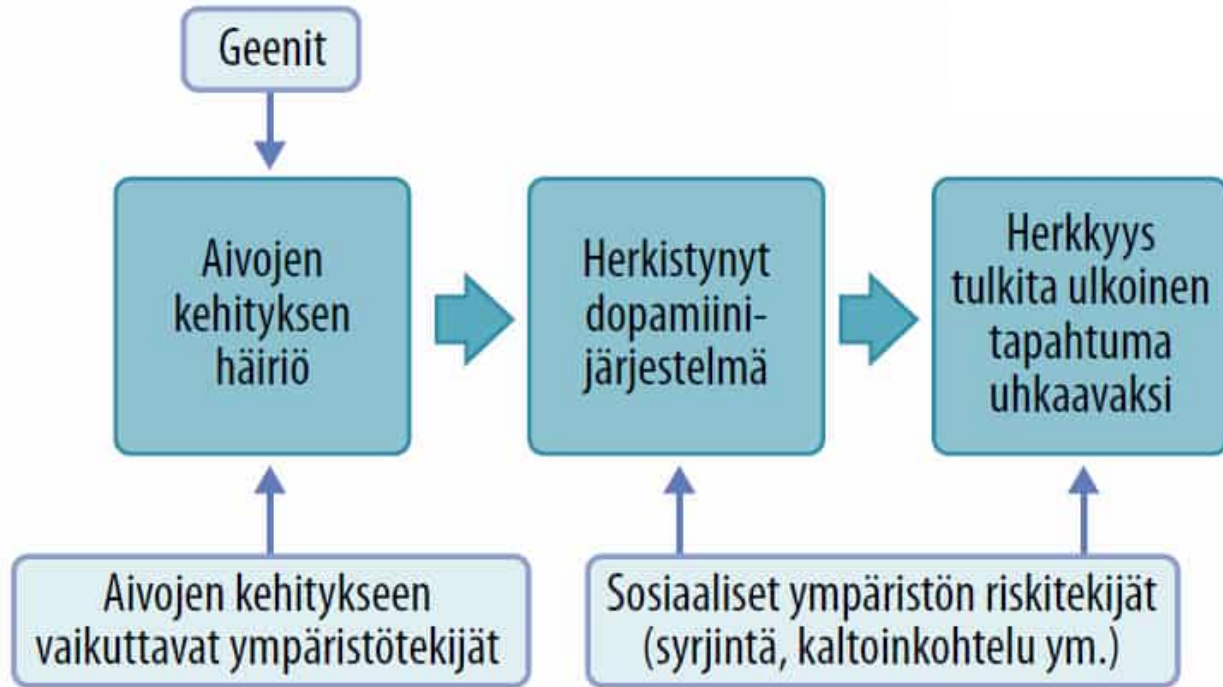 Geenit
Aivojen
kehityksen
häiriö
Herkistynyt
dopamiini-
järjestelmä
Herkkyys
tulkita ulkoinen
tapahtuma
uhkaavaksi
Aivojen kehitykseen
vaikuttavat ympäristötekijät
Sosiaaliset ympäristön riskitekijät
(syrjintä, kaltoinkohtelu ym.)